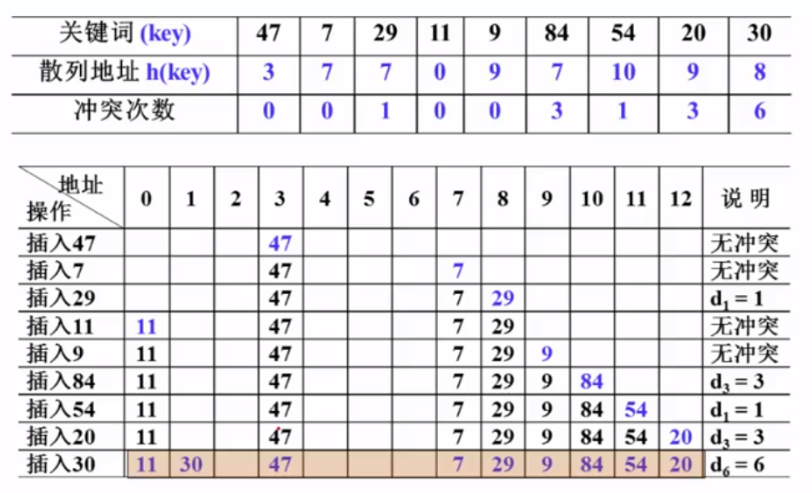 关键词 (key) 47 7 29 11 9 84 54 20 30
散列地址 h(key) 3 7 7 0 9 7 10 9 8
冲突次数 0 0 1 0 0 3 1 3 6
地址
操作 0 1 2 3 4 5 6 7 8 9 10 11 12 说 明
插入47 47 无冲突
插入7 47 7 无冲突
插入29 47 7 29 d₁ = 1
插入11 11 47 7 29 无冲突
插入9 11 47 7 29 9 无冲突
插入84 11 47 7 29 9 84 d₃ = 3
插入54 11 47 7 29 9 84 54 d₁ = 1
插入20 11 47 7 29 9 84 54 20 d₃ = 3
插入30 11 30 47 7 29 9 84 54 20 d₆ = 6